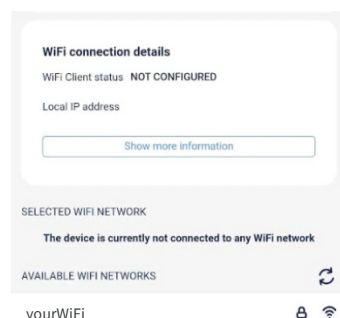 WiFi connection details
WiFi Client status NOT CONFIGURED
Local IP address
Show more information
SELECTED WIFI NETWORK
The device is currently not connected to any WiFi network
AVAILABLE WIFI NETWORKS
yourWiFi